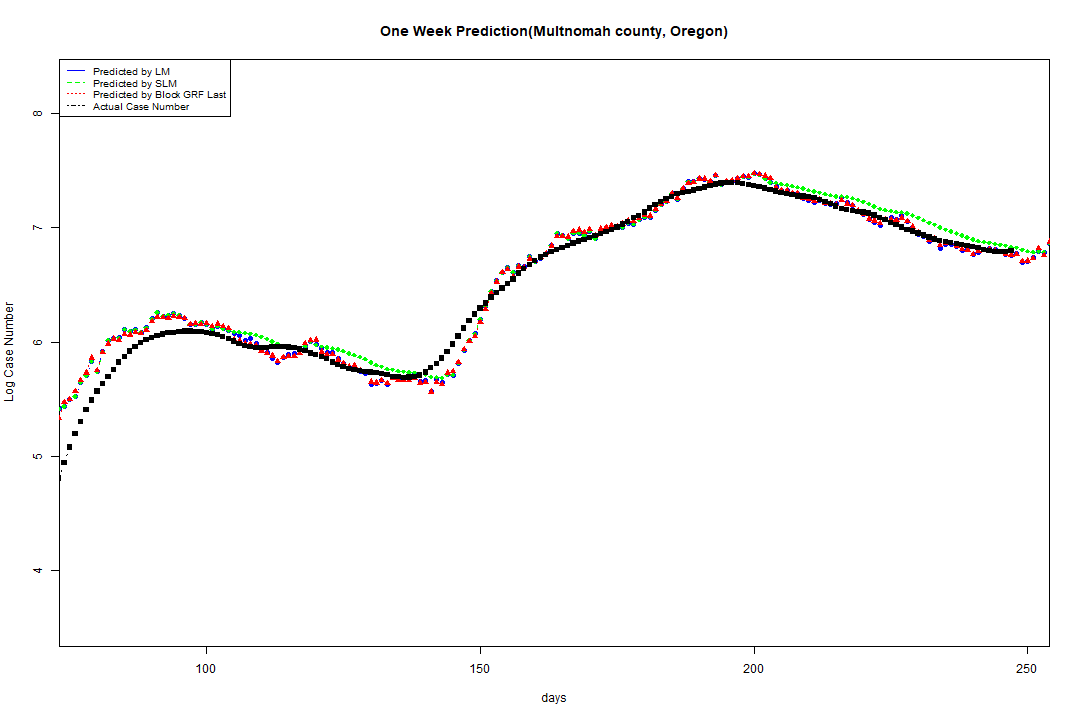 One Week Prediction(Multnomah county, Oregon)
Predicted by LM
Predicted by SLM
Predicted by Block GRF Last
Actual Case Number
8
7
6
5
4
Log Case Number
100 150 200 250
days